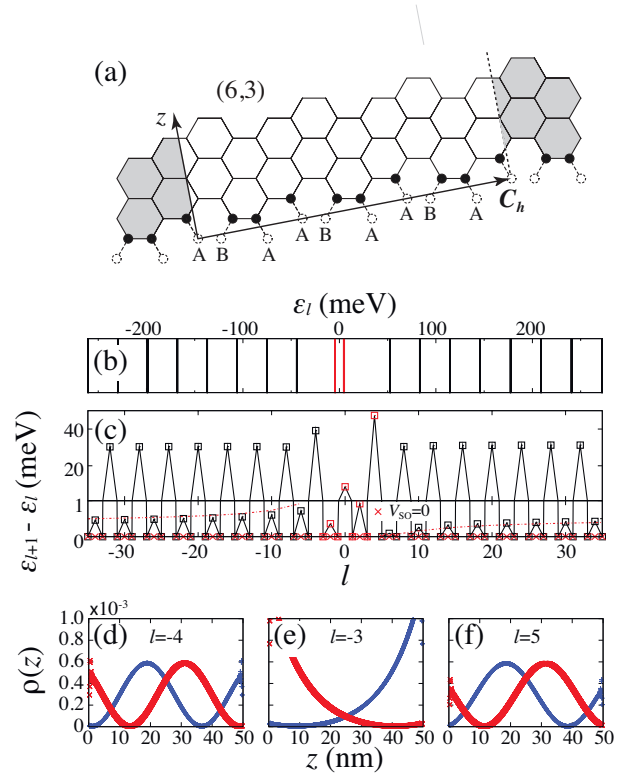 (a)
(6,3)
z
A B A A B A A B A
C_h
ε_l (meV)
-200 -100 0 100 200
(b)
(c)
ε_{l+1} - ε_l (meV)
40
20
1
0
× V_SO=0
-30 -20 -10 0 10 20 30
l
×10^-3
1.0
0.8
0.6
0.4
0.2
0
ρ(z)
(d) l=-4
(e) l=-3
(f) l=5
0 10 20 30 40 50 0 10 20 30 40 50 0 10 20 30 40 50
z (nm)